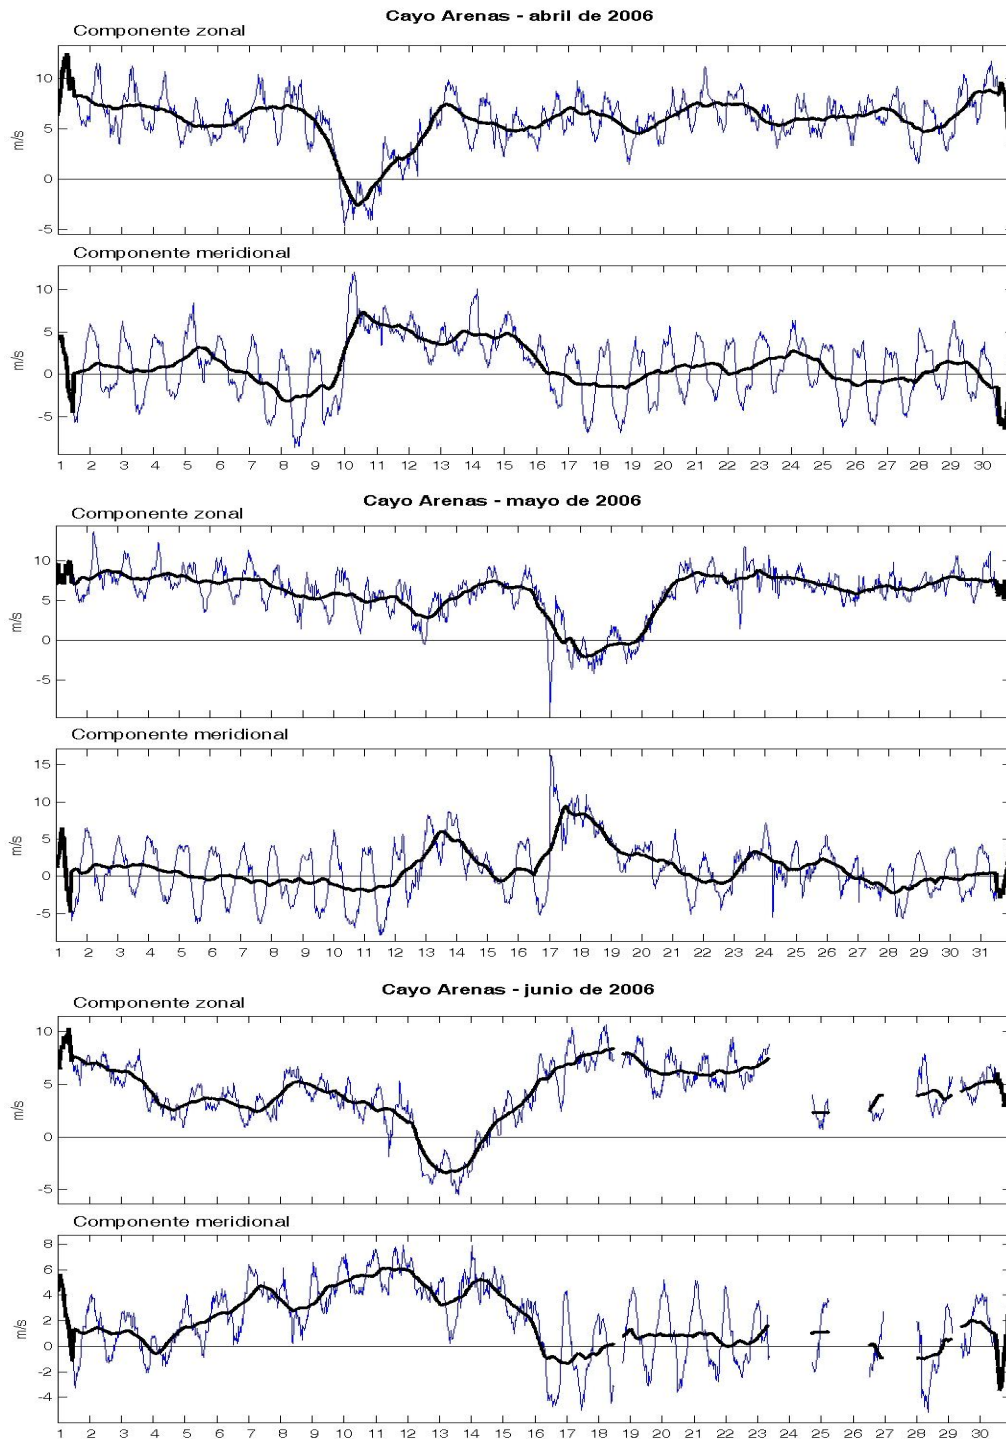 Cayo Arenas - abril de 2006
Componente zonal
10
5
0
-5
m/s
Componente meridional
10
5
0
-5
m/s
1 2 3 4 5 6 7 8 9 10 11 12 13 14 15 16 17 18 19 20 21 22 23 24 25 26 27 28 29 30
Cayo Arenas - mayo de 2006
Componente zonal
10
5
0
-5
m/s
Componente meridional
15
10
5
0
-5
m/s
1 2 3 4 5 6 7 8 9 10 11 12 13 14 15 16 17 18 19 20 21 22 23 24 25 26 27 28 29 30 31
Cayo Arenas - junio de 2006
Componente zonal
10
5
0
-5
m/s
Componente meridional
8
6
4
2
0
-2
-4
m/s
1 2 3 4 5 6 7 8 9 10 11 12 13 14 15 16 17 18 19 20 21 22 23 24 25 26 27 28 29 30